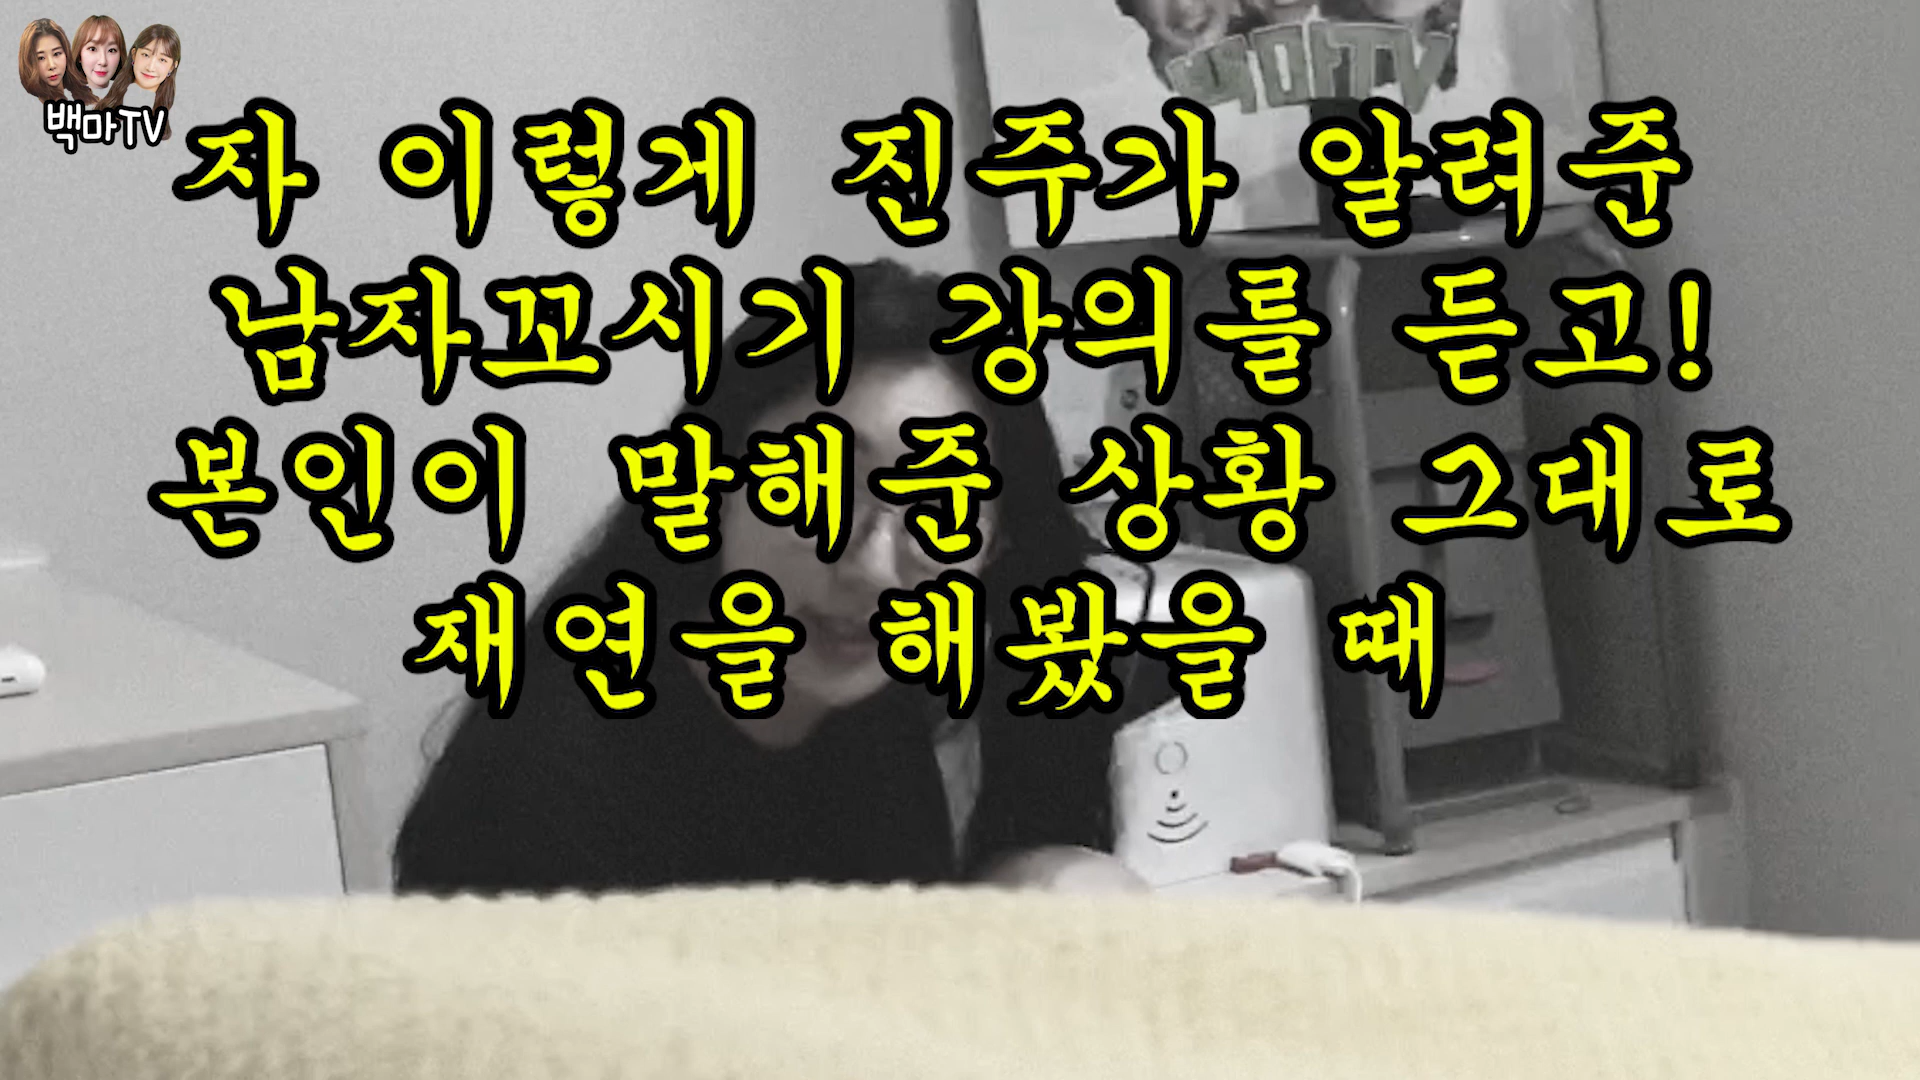 백마TV
백마TV
자 이렇게 진주가 알려준
남자꼬시기 강의를 듣고!
본인이 말해준 상황 그대로
재연을 해봤을 때